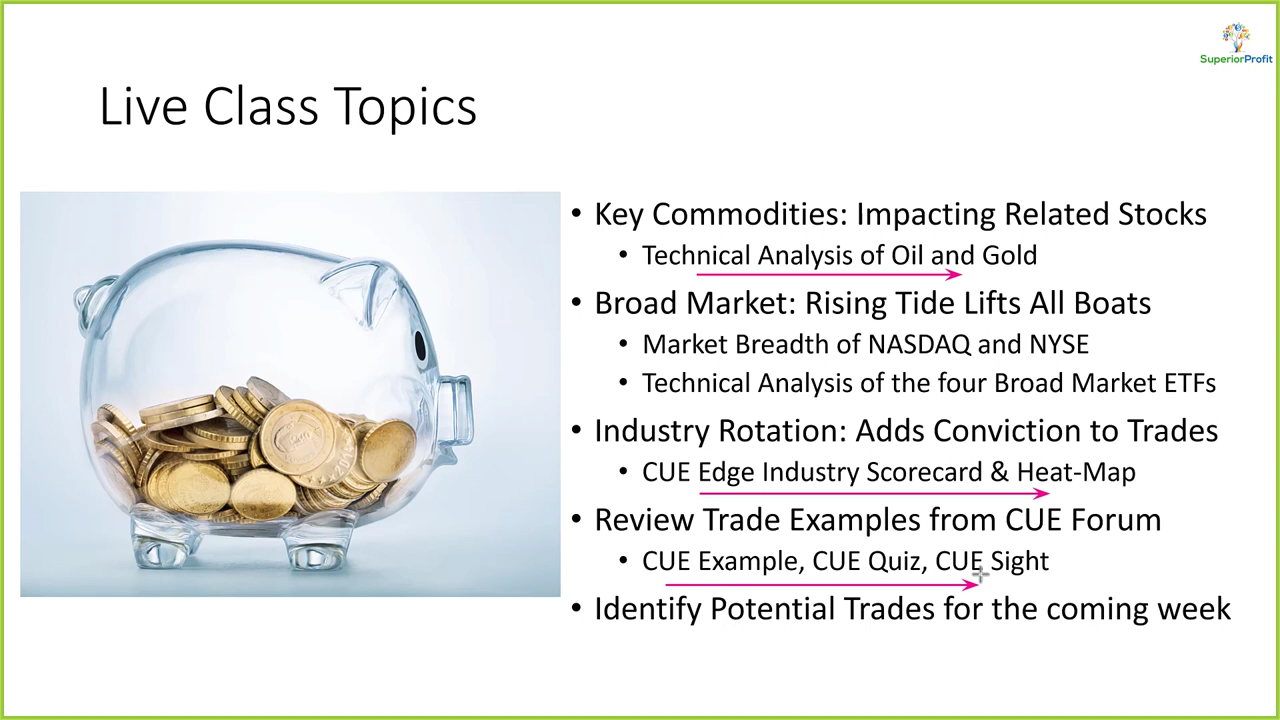 SuperiorProfit
Live Class Topics
• Key Commodities: Impacting Related Stocks
• Technical Analysis of Oil and Gold
• Broad Market: Rising Tide Lifts All Boats
• Market Breadth of NASDAQ and NYSE
• Technical Analysis of the four Broad Market ETFs
• Industry Rotation: Adds Conviction to Trades
• CUE Edge Industry Scorecard & Heat-Map
• Review Trade Examples from CUE Forum
• CUE Example, CUE Quiz, CUE Sight
• Identify Potential Trades for the coming week